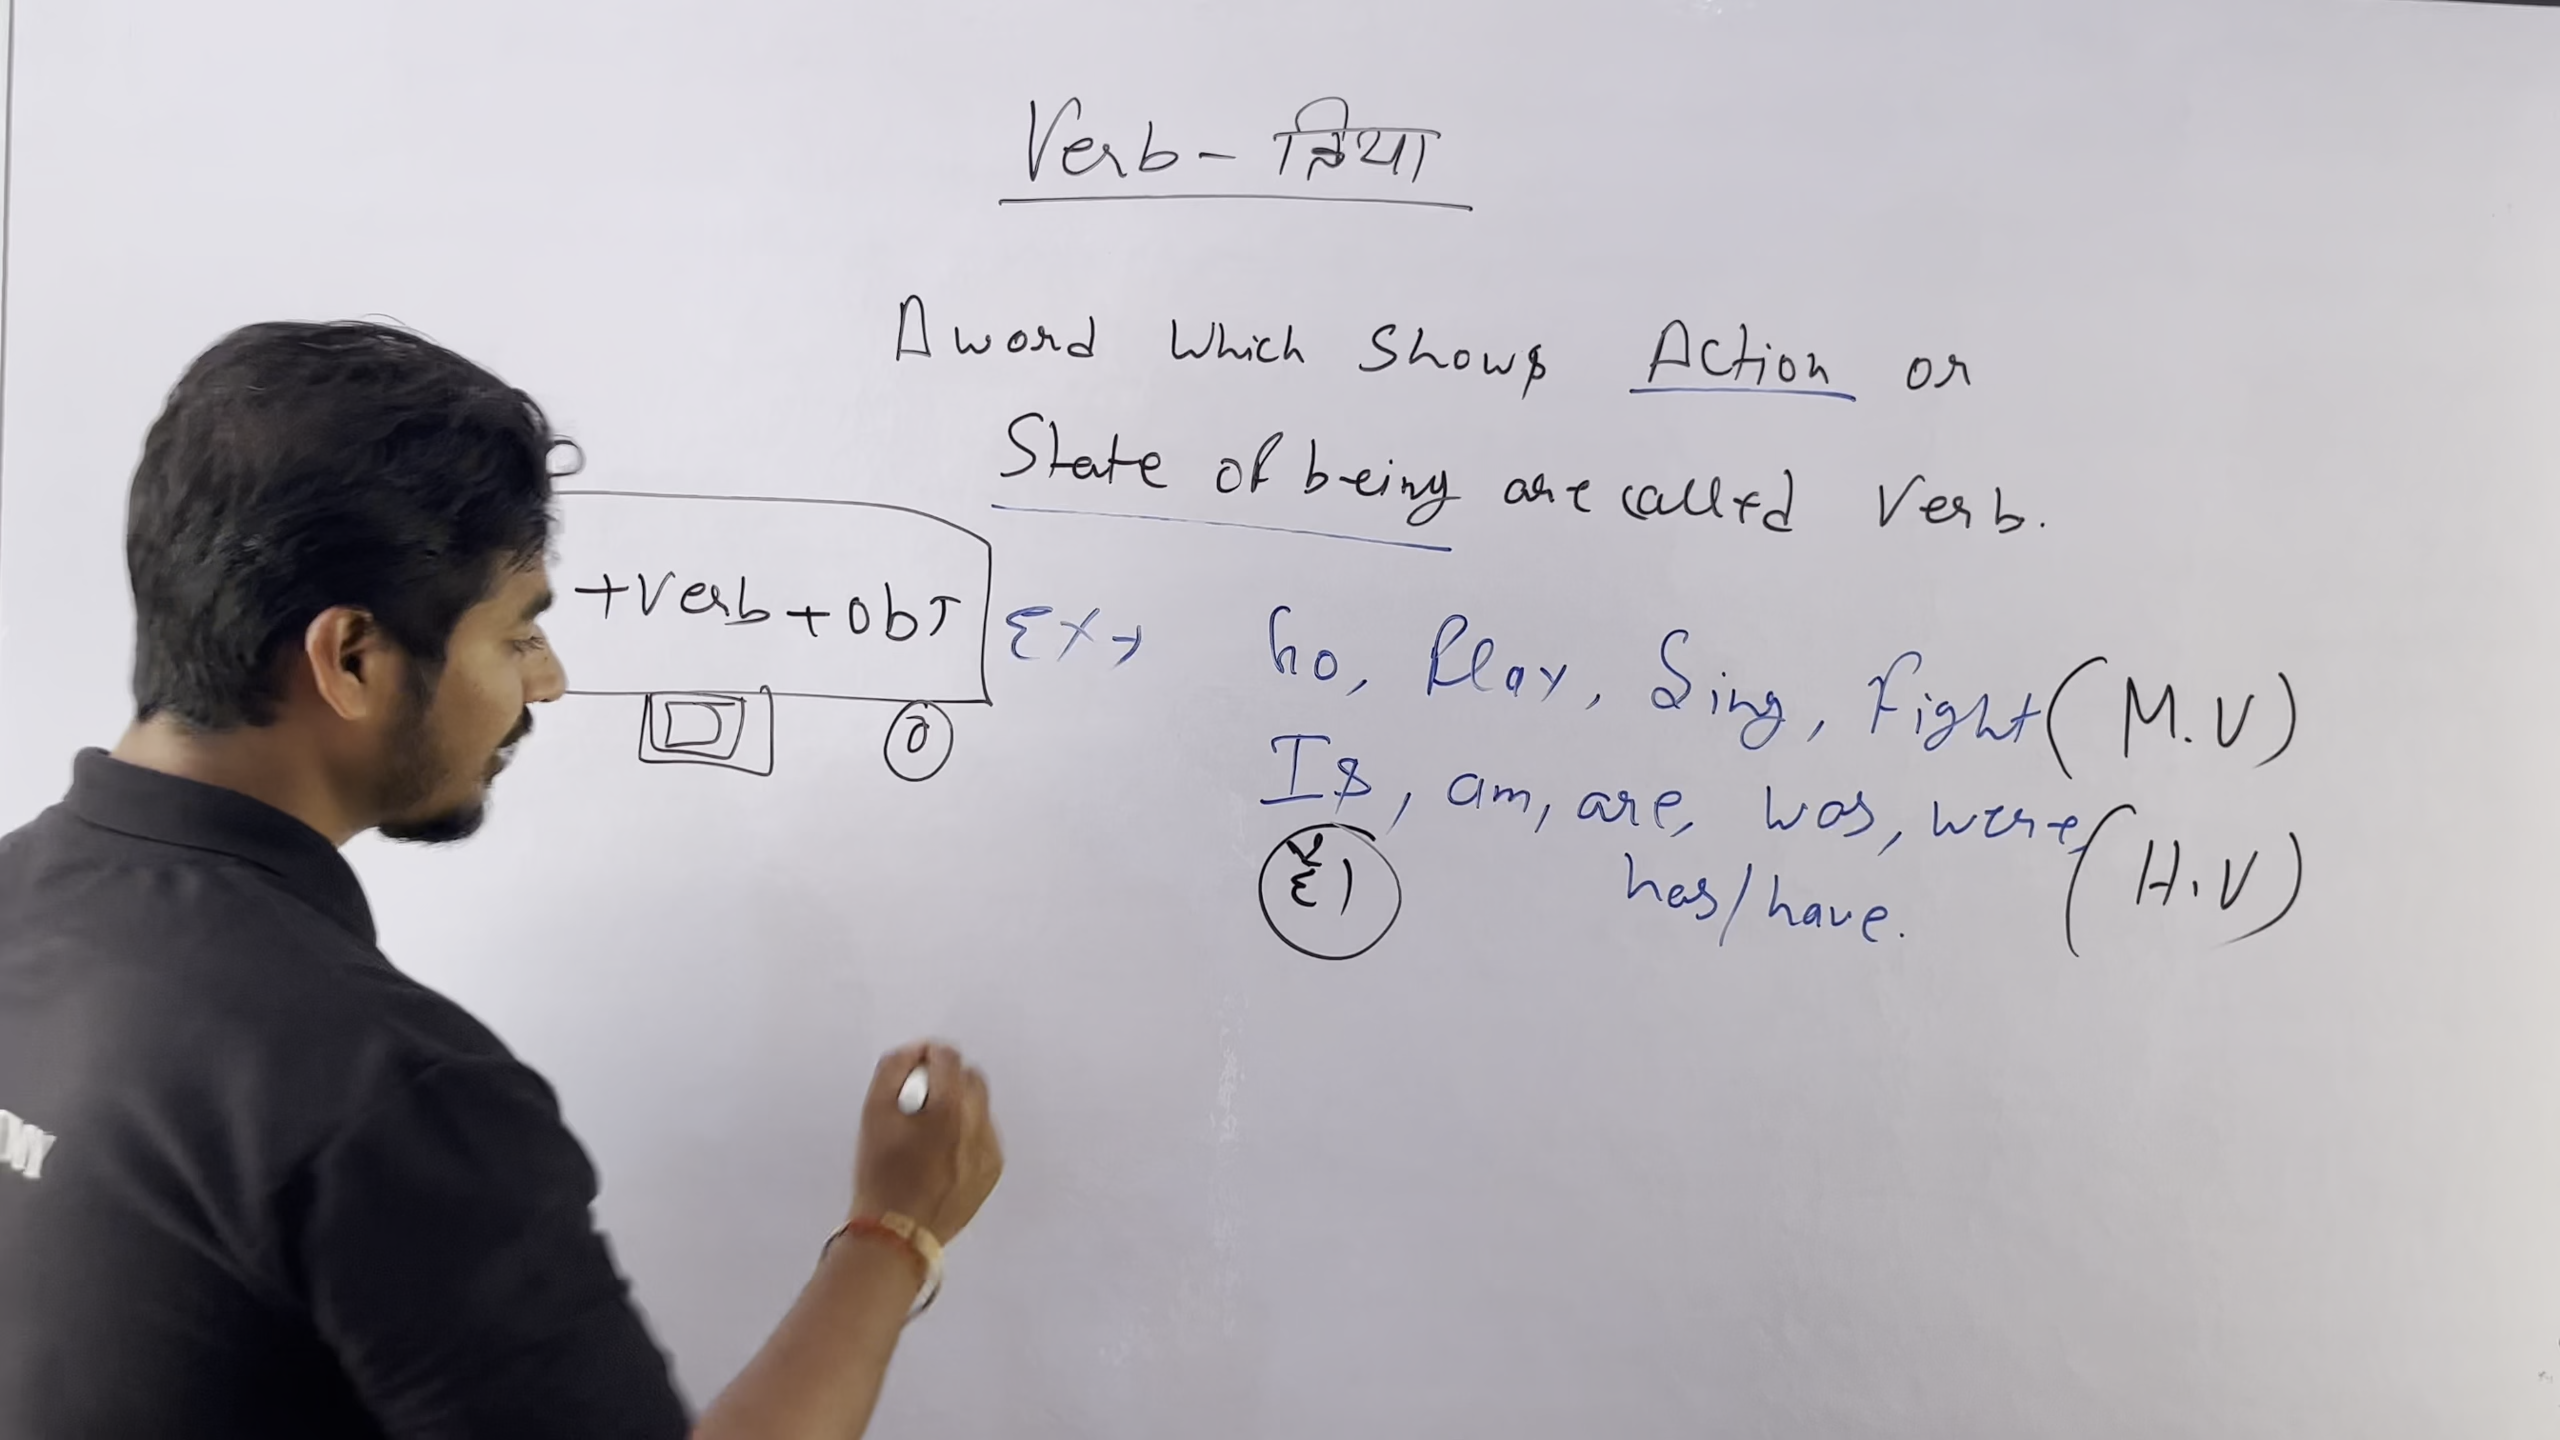 Verb - क्रिया
A word Which Shows Action or
State of being are called Verb.
+Verb + obj
Ex → Go, Play, Sing, Fight (M.V)
Is, am, are, was, were, (H.V)
has/have.